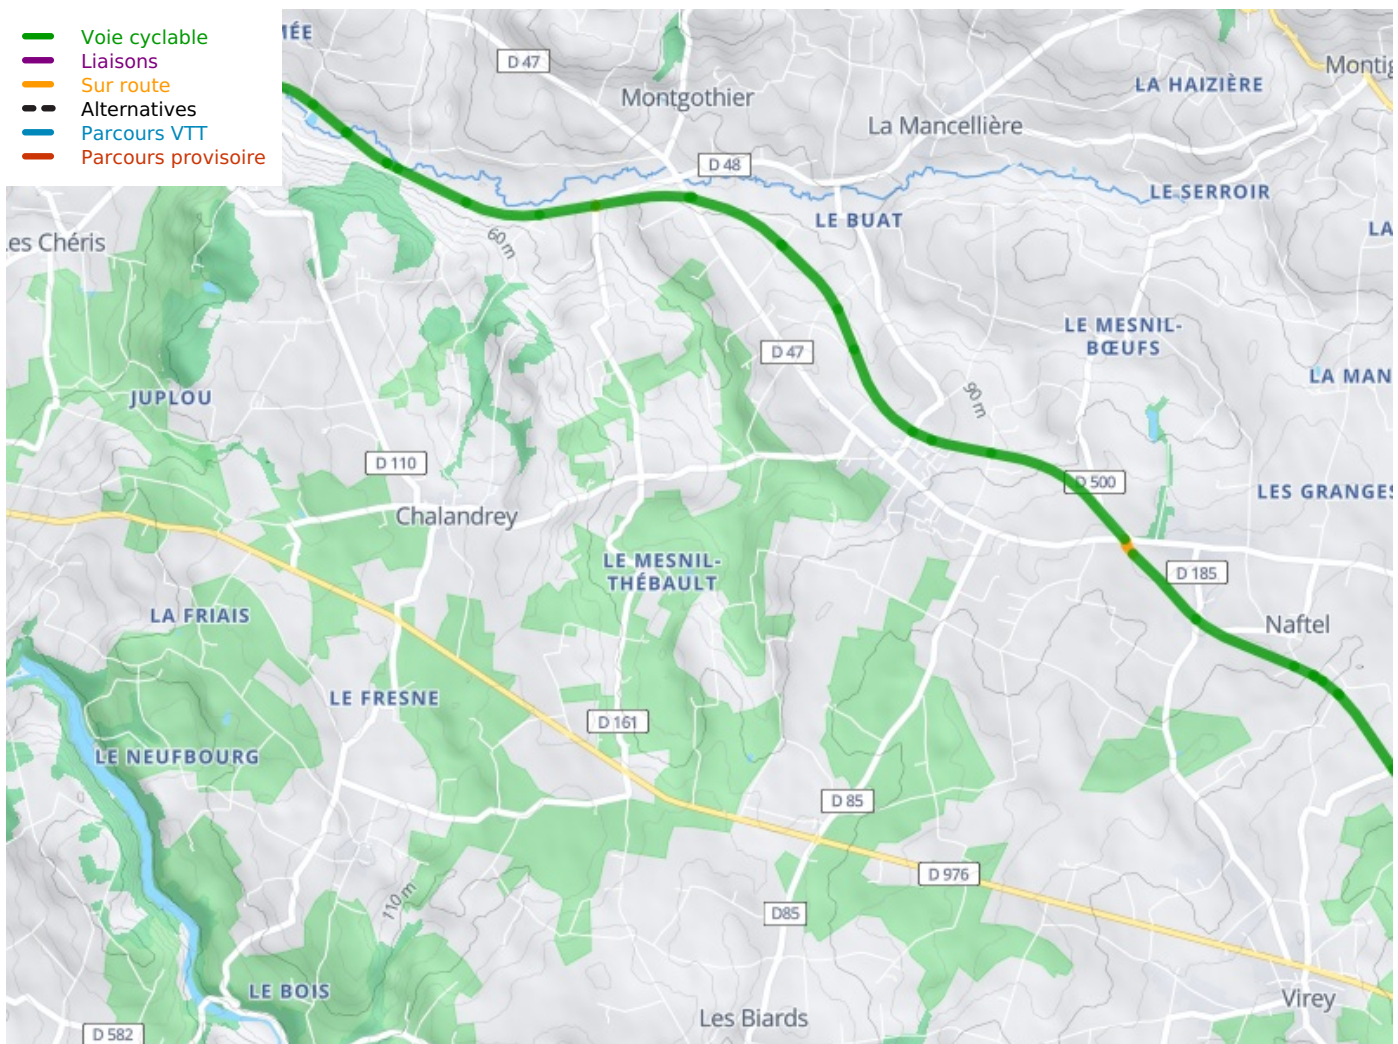 Voie cyclable
Liaisons
Sur route
Alternatives
Parcours VTT
Parcours provisoire
MÉE
D 47
Montgothier
LA HAIZIÈRE
Montig
La Mancellière
D 48
LE SERROIR
LE BUAT
LA
es Chéris
60 m
LE MESNIL-
BŒUFS
D 47
LA MAN
JUPLOU
90 m
D 110
D 500
LES GRANGES
Chalandrey
LE MESNIL-
THÉBAULT
D 185
LA FRIAIS
Naftel
LE FRESNE
D 161
LE NEUFBOURG
D 85
D 976
110 m
D85
LE BOIS
Virey
Les Biards
D 582